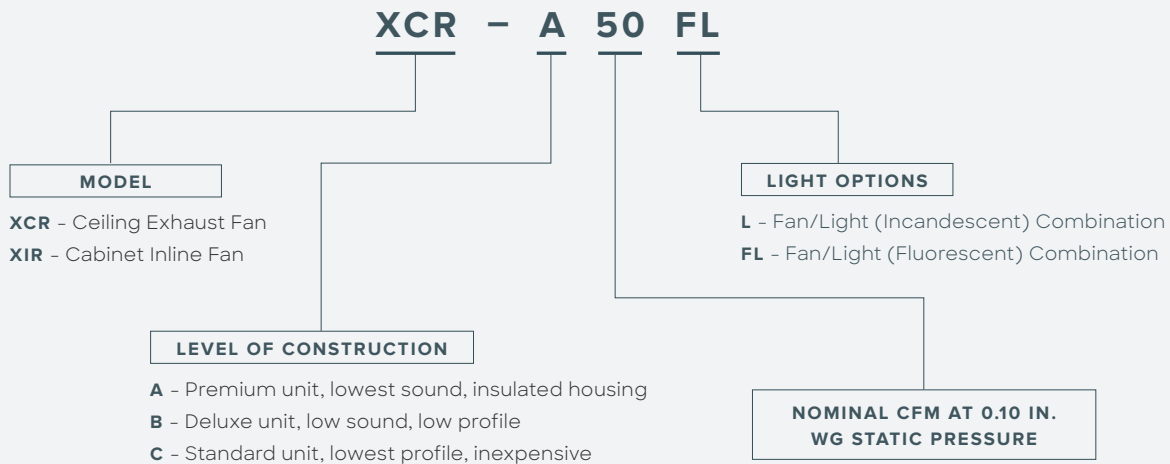 XCR – A 50 FL
MODEL
XCR – Ceiling Exhaust Fan
XIR – Cabinet Inline Fan
LIGHT OPTIONS
L – Fan/Light (Incandescent) Combination
FL – Fan/Light (Fluorescent) Combination
LEVEL OF CONSTRUCTION
A – Premium unit, lowest sound, insulated housing
B – Deluxe unit, low sound, low profile
C – Standard unit, lowest profile, inexpensive
NOMINAL CFM AT 0.10 IN.
WG STATIC PRESSURE